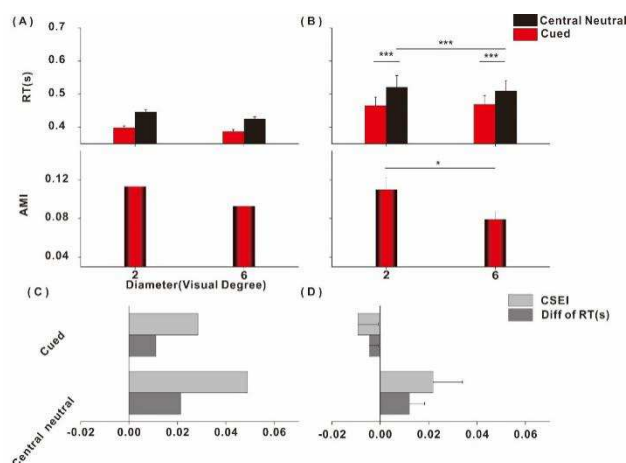 (A)
(B)
Central Neutral
Cued
***
***
***
0.7
0.6
0.5
0.4
RT(s)
*
0.12
0.08
0.04
AMI
2
6
2
6
Diameter(Visual Degree)
(C)
(D)
CSEI
Diff of RT(s)
Cued
Central neutral
-0.02
0.00
0.02
0.04
0.06
-0.02
0.00
0.02
0.04
0.06